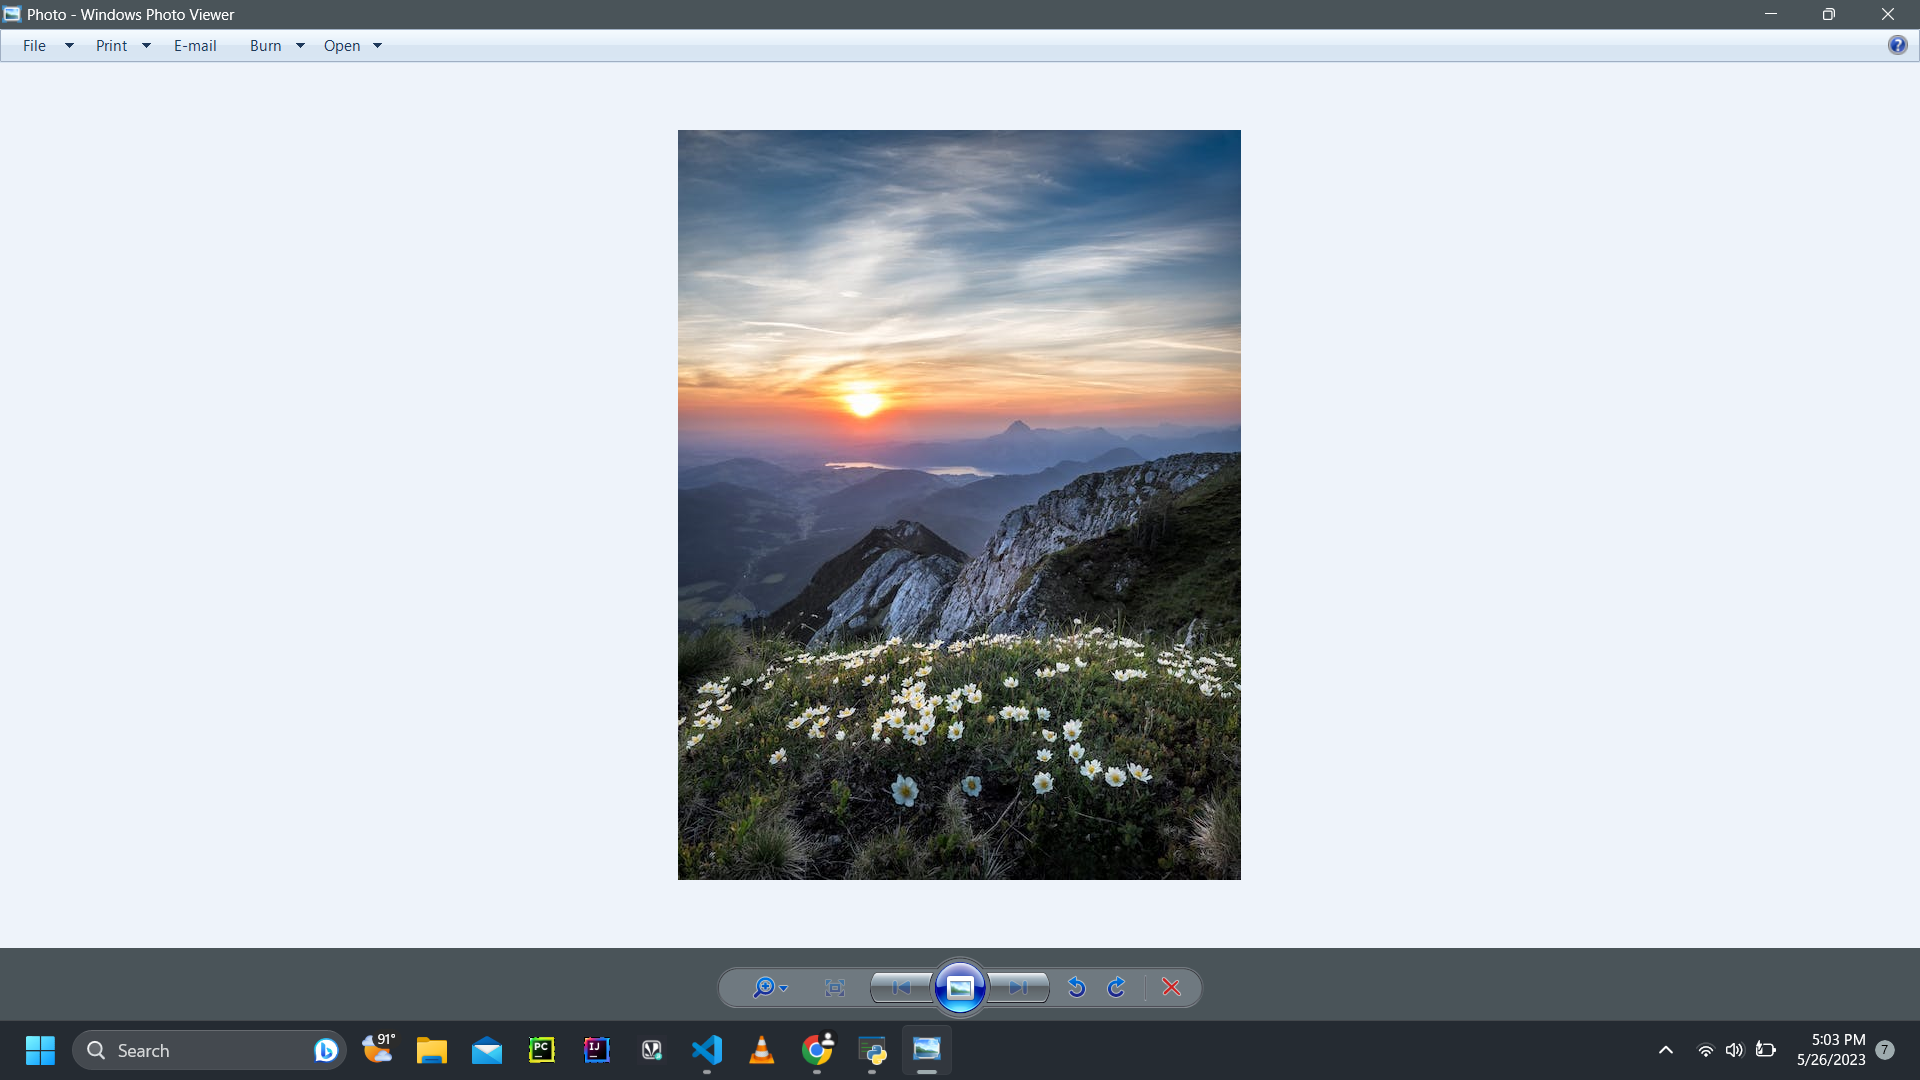 Photo - Windows Photo Viewer
File Print E-mail Burn Open
?
91°
Search
PC
IJ
5:03 PM
5/26/2023
7